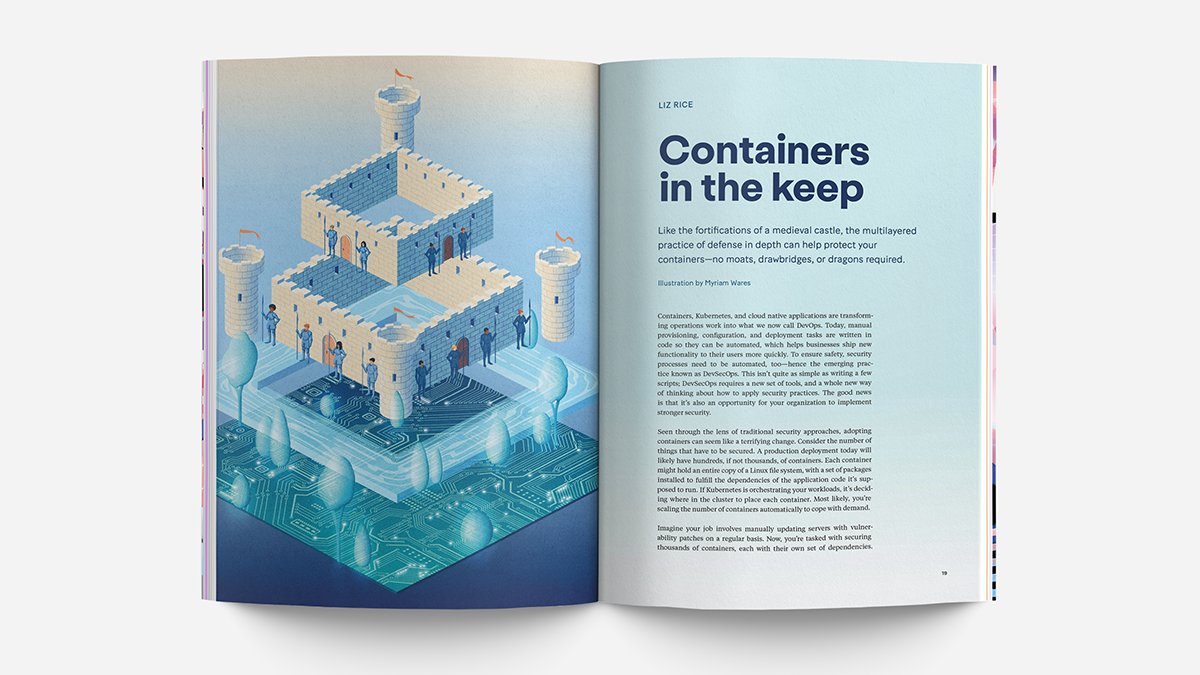 LIZ RICE
Containers
in the keep
Like the fortifications of a medieval castle, the multilayered
practice of defense in depth can help protect your
containers—no moats, drawbridges, or dragons required.
Illustration by Myriam Wares
Containers, Kubernetes, and cloud native applications are transform-
ing operations work into what we now call DevOps. Today, manual
provisioning, configuration, and deployment tasks are written in
code so they can be automated, which helps businesses ship new
functionality to their users more quickly. To ensure safety, security
processes need to be automated, too—hence the emerging prac-
tice known as DevSecOps. This isn't quite as simple as writing a few
scripts; DevSecOps requires a new set of tools, and a whole new way
of thinking about how to apply security practices. The good news
is that it's also an opportunity for your organization to implement
stronger security.
Seen through the lens of traditional security approaches, adopting
containers can seem like a terrifying change. Consider the number of
things that have to be secured. A production deployment today will
likely have hundreds, if not thousands, of containers. Each container
might hold an entire copy of a Linux file system, with a set of packages
installed to fulfill the dependencies of the application code it's sup-
posed to run. If Kubernetes is orchestrating your workloads, it's decid-
ing where in the cluster to place each container. Most likely, you're
scaling the number of containers automatically to cope with demand.
Imagine your job involves manually updating servers with vulner-
ability patches on a regular basis. Now, you're tasked with securing
thousands of containers, each with their own set of dependencies.
19